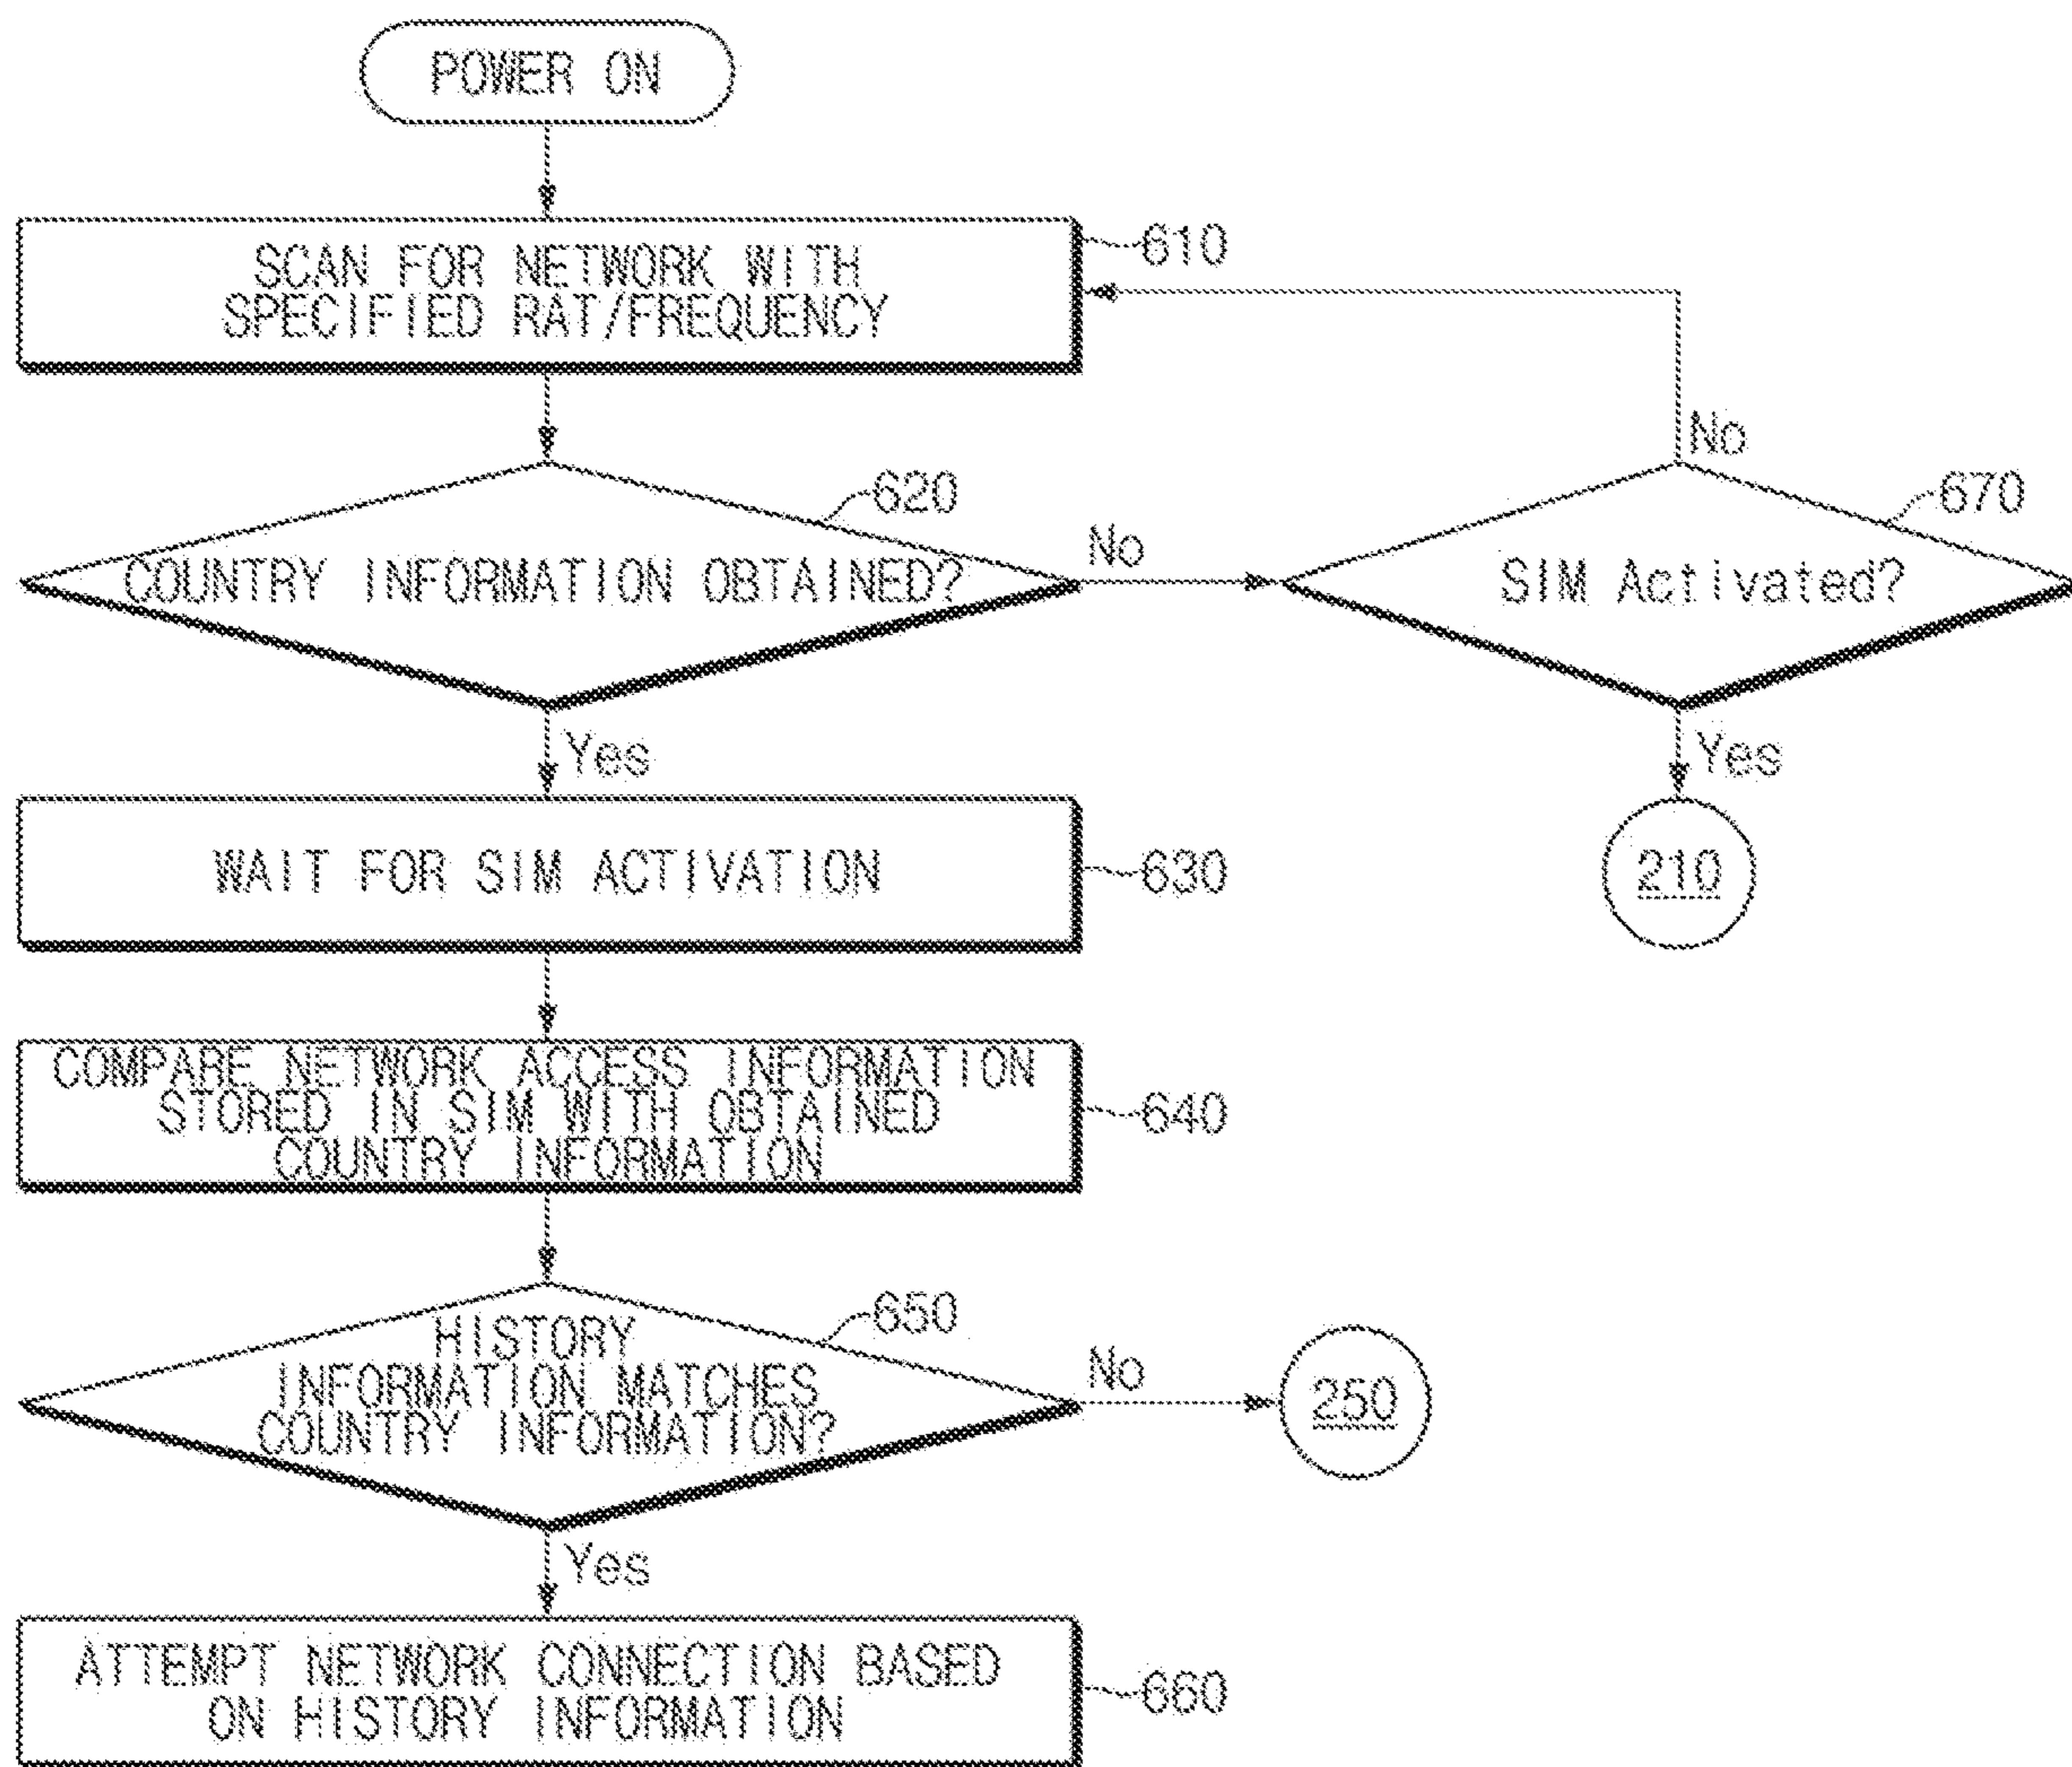 POWER ON
SCAN FOR NETWORK WITH
SPECIFIED RAT/FREQUENCY
610
COUNTRY INFORMATION OBTAINED?
620
No
SIM Activated?
670
No
Yes
210
Yes
WAIT FOR SIM ACTIVATION
630
COMPARE NETWORK ACCESS INFORMATION
STORED IN SIM WITH OBTAINED
COUNTRY INFORMATION
640
HISTORY
INFORMATION MATCHES
COUNTRY INFORMATION?
650
No
250
Yes
ATTEMPT NETWORK CONNECTION BASED
ON HISTORY INFORMATION
660